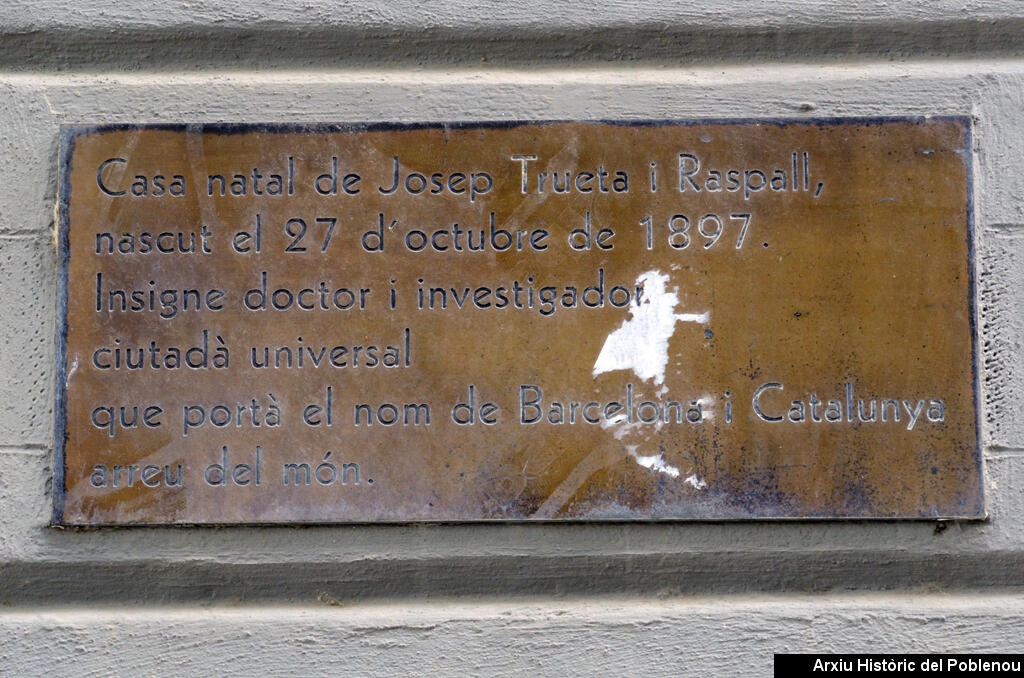 Casa natal de Josep Trueta i Raspall,
nascut el 27 d'octubre de 1897.
Insigne doctor i investigador
ciutadà universal
que portà el nom de Barcelona i Catalunya
arreu del món.
Arxiu Històric del Poblenou